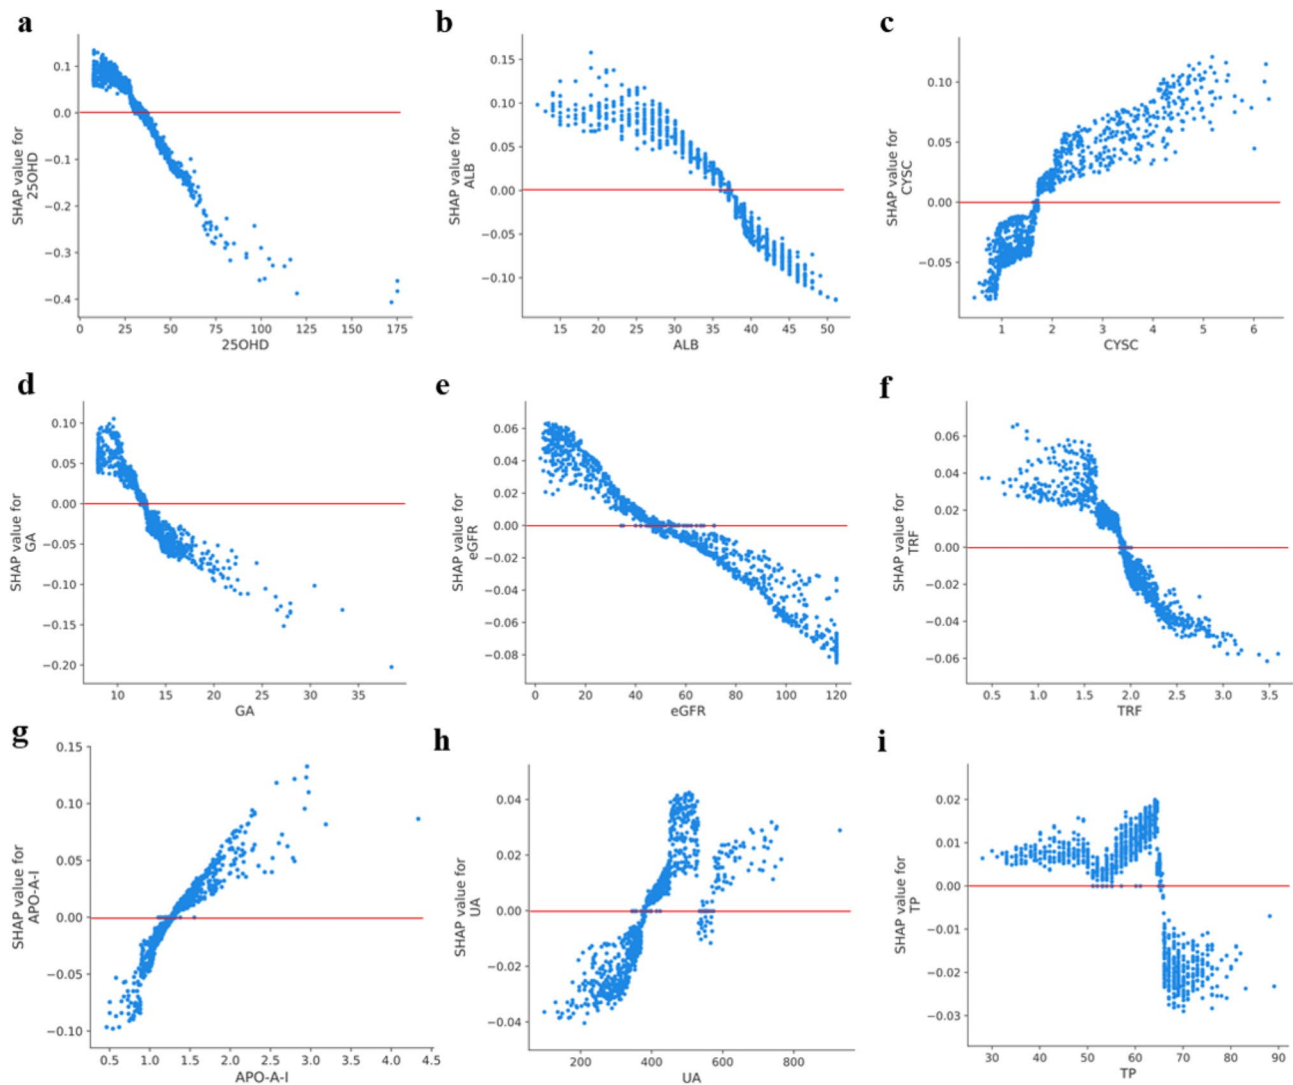 a
0.1
0.0
−0.1
−0.2
−0.3
−0.4
SHAP value for
25OHD
0 25 50 75 100 125 150 175
25OHD
b
0.15
0.10
0.05
0.00
−0.05
−0.10
SHAP value for
ALB
15 20 25 30 35 40 45 50
ALB
c
0.10
0.05
0.00
−0.05
SHAP value for
CYSC
1 2 3 4 5 6
CYSC
d
0.10
0.05
0.00
−0.05
−0.10
−0.15
−0.20
SHAP value for
GA
10 15 20 25 30 35
GA
e
0.06
0.04
0.02
0.00
−0.02
−0.04
−0.06
−0.08
SHAP value for
eGFR
0 20 40 60 80 100 120
eGFR
f
0.06
0.04
0.02
0.00
−0.02
−0.04
−0.06
SHAP value for
TRF
0.5 1.0 1.5 2.0 2.5 3.0 3.5
TRF
g
0.15
0.10
0.05
0.00
−0.05
−0.10
SHAP value for
APO-A-I
0.5 1.0 1.5 2.0 2.5 3.0 3.5 4.0 4.5
APO-A-I
h
0.04
0.02
0.00
−0.02
−0.04
SHAP value for
UA
200 400 600 800
UA
i
0.02
0.01
0.00
−0.01
−0.02
−0.03
SHAP value for
TP
30 40 50 60 70 80 90
TP